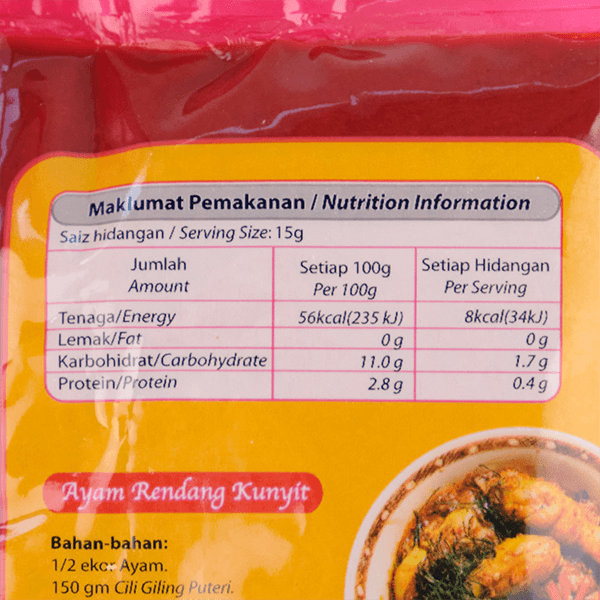 Maklumat Pemakanan / Nutrition Information
Saiz hidangan / Serving Size: 15g
Jumlah Setiap 100g Setiap Hidangan
Amount Per 100g Per Serving
Tenaga/Energy 56kcal(235 kJ) 8kcal(34kJ)
Lemak/Fat 0 g 0 g
Karbohidrat/Carbohydrate 11.0 g 1.7 g
Protein/Protein 2.8 g 0.4 g
Ayam Rendang Kunyit
Bahan-bahan:
1/2 ekor Ayam.
150 gm Cili Giling Puteri.